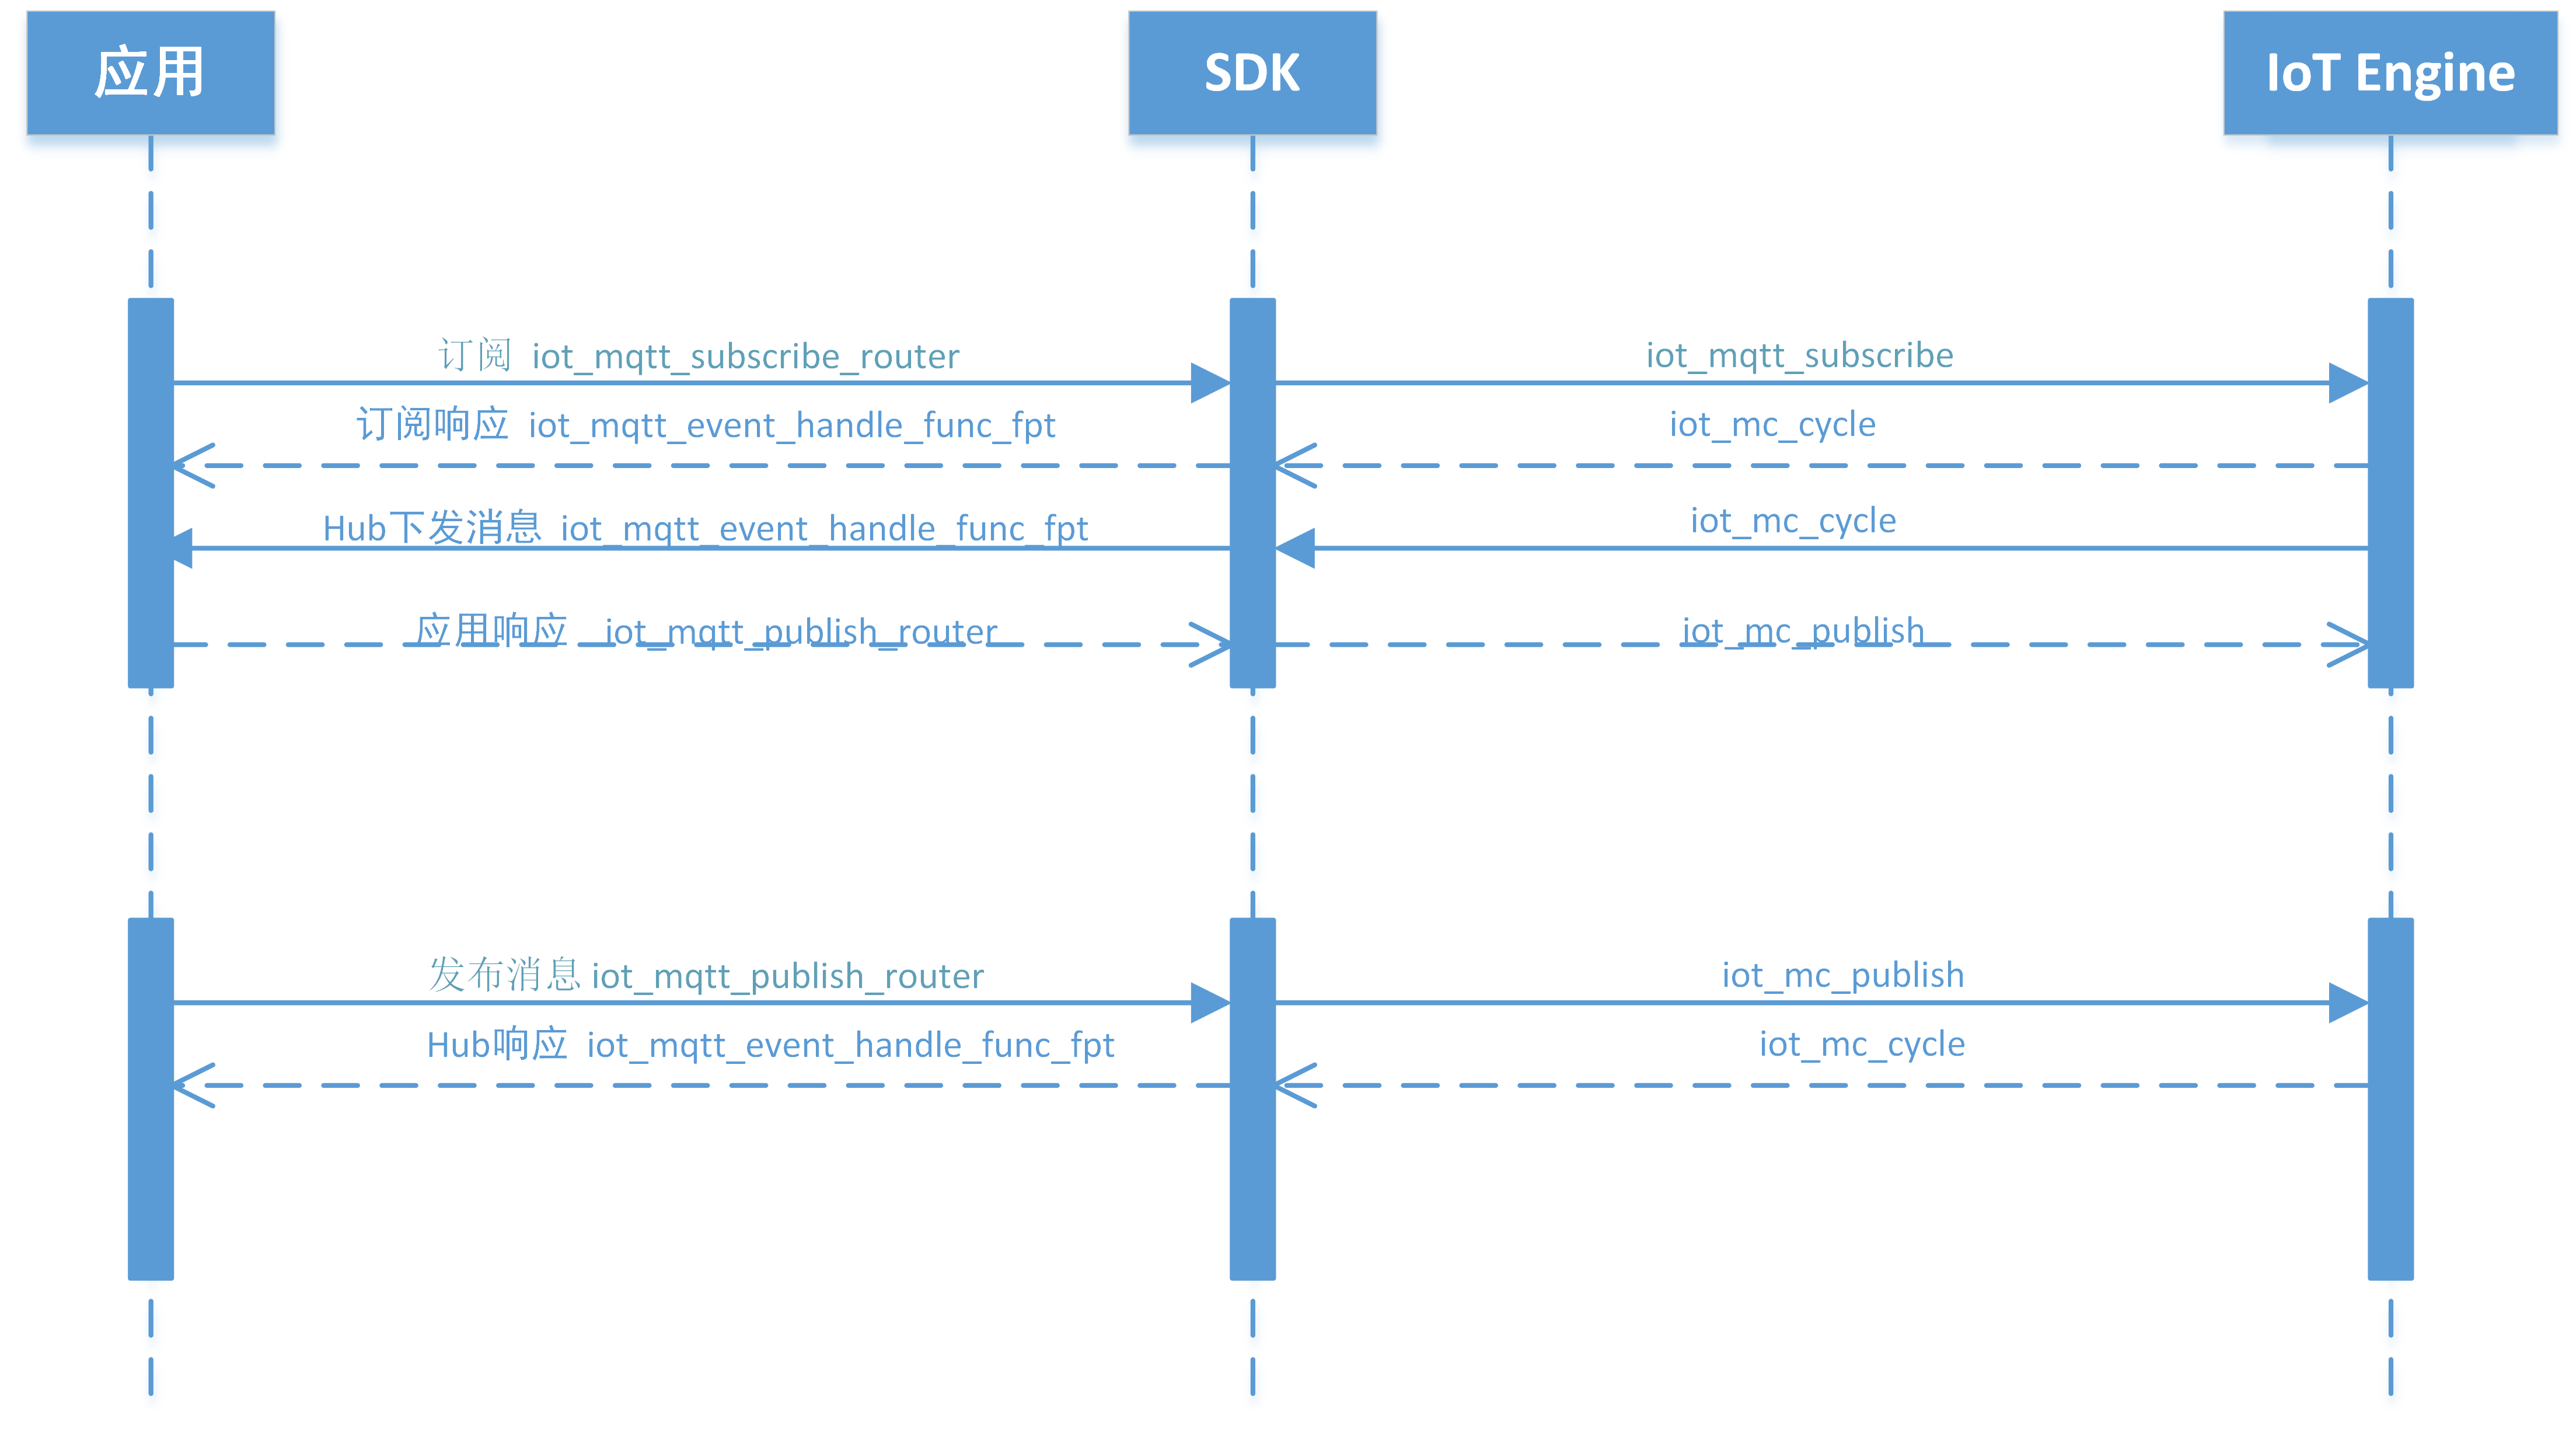 应用
SDK
IoT Engine
订阅 iot_mqtt_subscribe_router
iot_mqtt_subscribe
订阅响应 iot_mqtt_event_handle_func_fpt
iot_mc_cycle
Hub下发消息 iot_mqtt_event_handle_func_fpt
iot_mc_cycle
应用响应 iot_mqtt_publish_router
iot_mc_publish
发布消息 iot_mqtt_publish_router
iot_mc_publish
Hub响应 iot_mqtt_event_handle_func_fpt
iot_mc_cycle